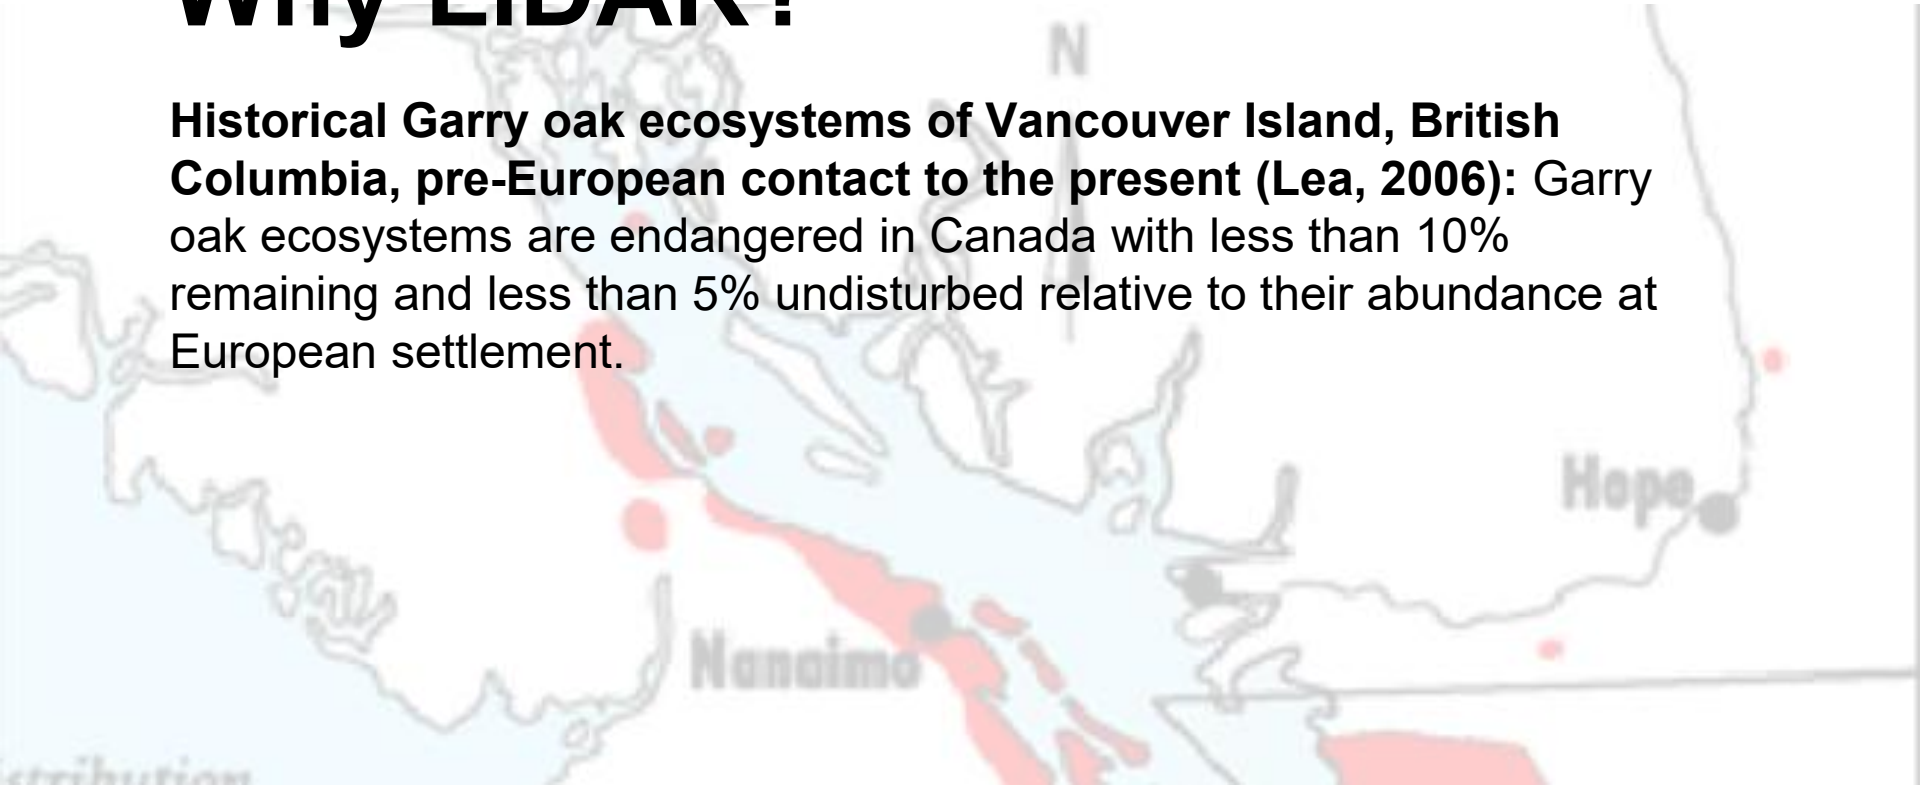 Why LiDAR?
N
Historical Garry oak ecosystems of Vancouver Island, British
Columbia, pre-European contact to the present (Lea, 2006): Garry
oak ecosystems are endangered in Canada with less than 10%
remaining and less than 5% undisturbed relative to their abundance at
European settlement.
Hope
Nanaimo